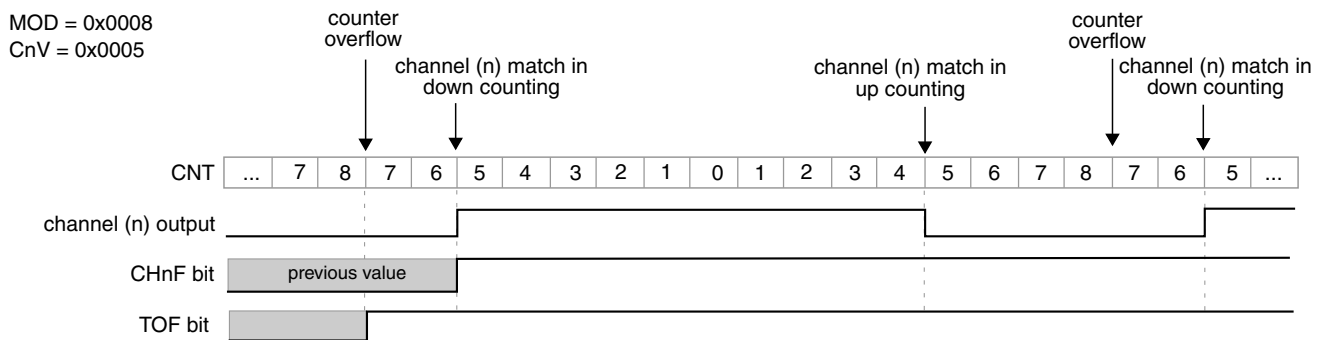 MOD = 0x0008
CnV = 0x0005
counter
overflow
channel (n) match in
down counting
channel (n) match in
up counting
counter
overflow
channel (n) match in
down counting
CNT ... 7 8 7 6 5 4 3 2 1 0 1 2 3 4 5 6 7 8 7 6 5 ...
channel (n) output
CHnF bit previous value
TOF bit